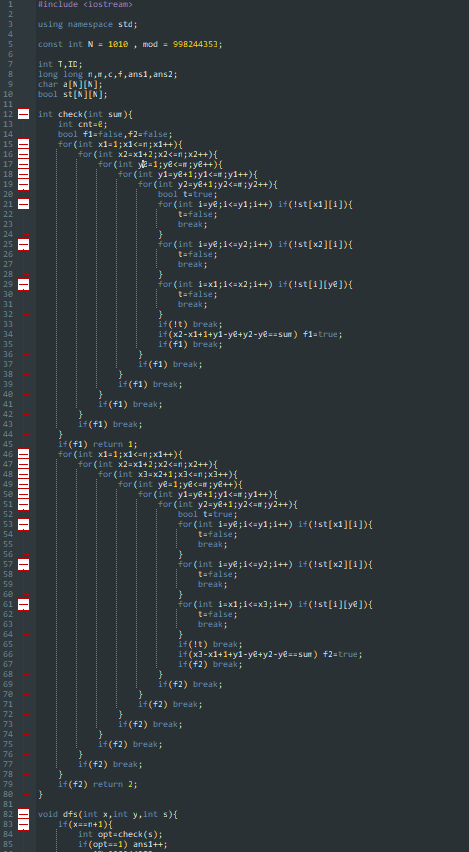 1 #include <iostream>
2
3 using namespace std;
4
5 const int N = 1010 , mod = 998244353;
6
7 int T,ID;
8 long long n,m,c,f,ans1,ans2;
9 char a[N][N];
10 bool st[N][N];
11
12 int check(int sum){
13 int cnt=0;
14 bool f1=false,f2=false;
15 for(int x1=1;x1<=n;x1++){
16 for(int x2=x1+2;x2<=n;x2++){
17 for(int y0=1;y0<=m;y0++){
18 for(int y1=y0+1;y1<=m;y1++){
19 for(int y2=y0+1;y2<=m;y2++){
20 bool t=true;
21 for(int i=y0;i<=y1;i++) if(!st[x1][i]){
22 t=false;
23 break;
24 }
25 for(int i=y0;i<=y2;i++) if(!st[x2][i]){
26 t=false;
27 break;
28 }
29 for(int i=x1;i<=x2;i++) if(!st[i][y0]){
30 t=false;
31 break;
32 }
33 if(!t) break;
34 if(x2-x1+1+y1-y0+y2-y0==sum) f1=true;
35 if(f1) break;
36 }
37 if(f1) break;
38 }
39 if(f1) break;
40 }
41 if(f1) break;
42 }
43 if(f1) break;
44 }
45 if(f1) return 1;
46 for(int x1=1;x1<=n;x1++){
47 for(int x2=x1+2;x2<=n;x2++){
48 for(int x3=x2+1;x3<=n;x3++){
49 for(int y0=1;y0<=m;y0++){
50 for(int y1=y0+1;y1<=m;y1++){
51 for(int y2=y0+1;y2<=m;y2++){
52 bool t=true;
53 for(int i=y0;i<=y1;i++) if(!st[x1][i]){
54 t=false;
55 break;
56 }
57 for(int i=y0;i<=y2;i++) if(!st[x2][i]){
58 t=false;
59 break;
60 }
61 for(int i=x1;i<=x3;i++) if(!st[i][y0]){
62 t=false;
63 break;
64 }
65 if(!t) break;
66 if(x3-x1+1+y1-y0+y2-y0==sum) f2=true;
67 if(f2) break;
68 }
69 if(f2) break;
70 }
71 if(f2) break;
72 }
73 if(f2) break;
74 }
75 if(f2) break;
76 }
77 if(f2) break;
78 }
79 if(f2) return 2;
80 }
81
82 void dfs(int x,int y,int s){
83 if(x==n+1){
84 int opt=check(s);
85 if(opt==1) ans1++;